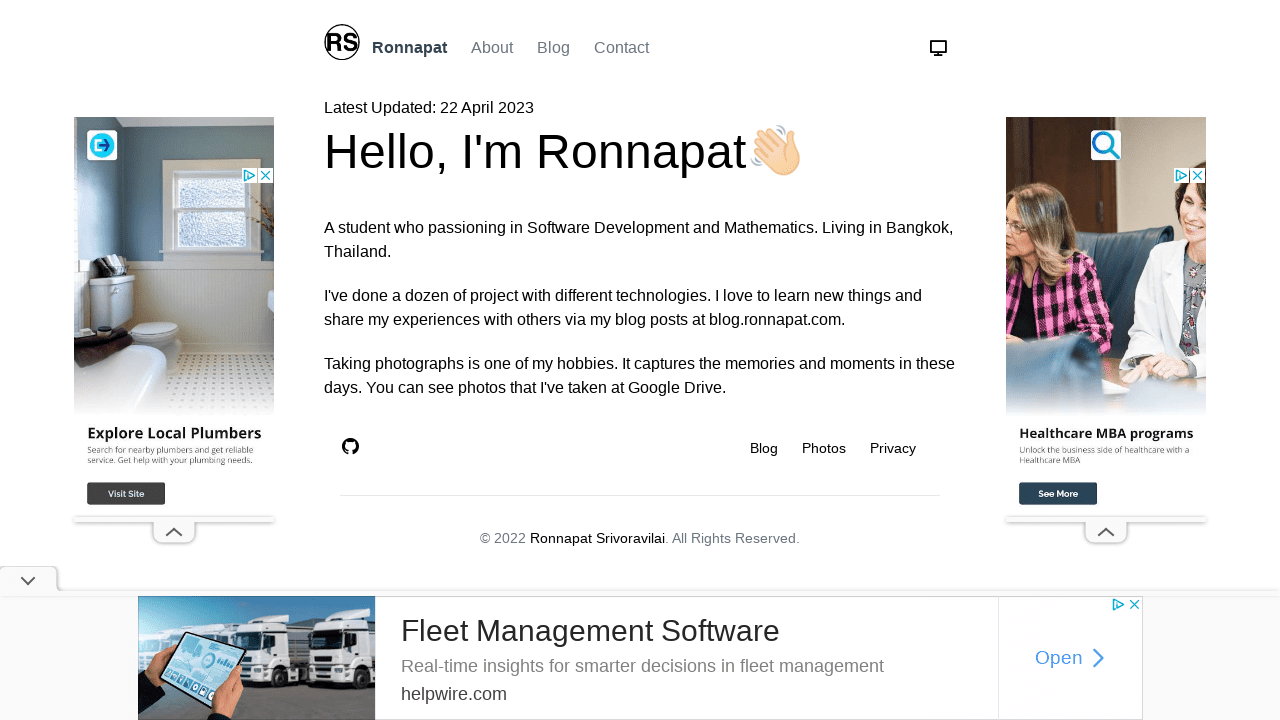 RS
Ronnapat About Blog Contact
Latest Updated: 22 April 2023
Hello, I'm Ronnapat👋🏻
A student who passioning in Software Development and Mathematics. Living in Bangkok,
Thailand.
I've done a dozen of project with different technologies. I love to learn new things and
share my experiences with others via my blog posts at blog.ronnapat.com.
Taking photographs is one of my hobbies. It captures the memories and moments in these
days. You can see photos that I've taken at Google Drive.
Blog Photos Privacy
© 2022 Ronnapat Srivoravilai. All Rights Reserved.
Explore Local Plumbers
Search for nearby plumbers and get reliable
service. Get help with your plumbing needs.
Visit Site
Healthcare MBA programs
Unlock the business side of healthcare with a
Healthcare MBA
See More
Fleet Management Software
Real-time insights for smarter decisions in fleet management
helpwire.com
Open